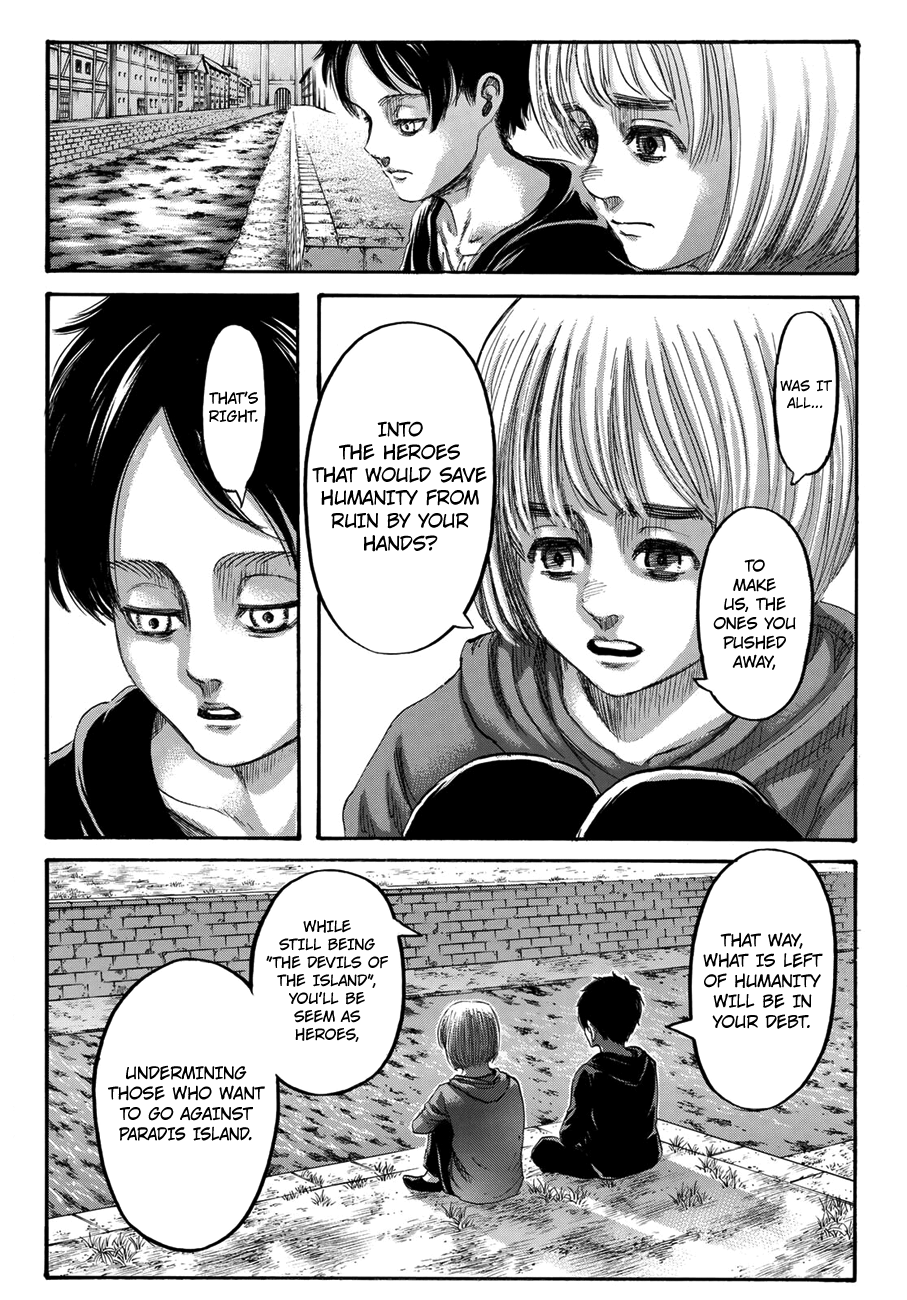 WAS IT
ALL...
TO
MAKE
US, THE
ONES YOU
PUSHED
AWAY,
INTO
THE HEROES
THAT WOULD SAVE
HUMANITY FROM
RUIN BY YOUR
HANDS?
THAT'S
RIGHT.
THAT WAY,
WHAT IS LEFT
OF HUMANITY
WILL BE IN
YOUR DEBT.
WHILE
STILL BEING
"THE DEVILS OF
THE ISLAND",
YOU'LL BE
SEEM AS
HEROES,
UNDERMINING
THOSE WHO WANT
TO GO AGAINST
PARADIS ISLAND.